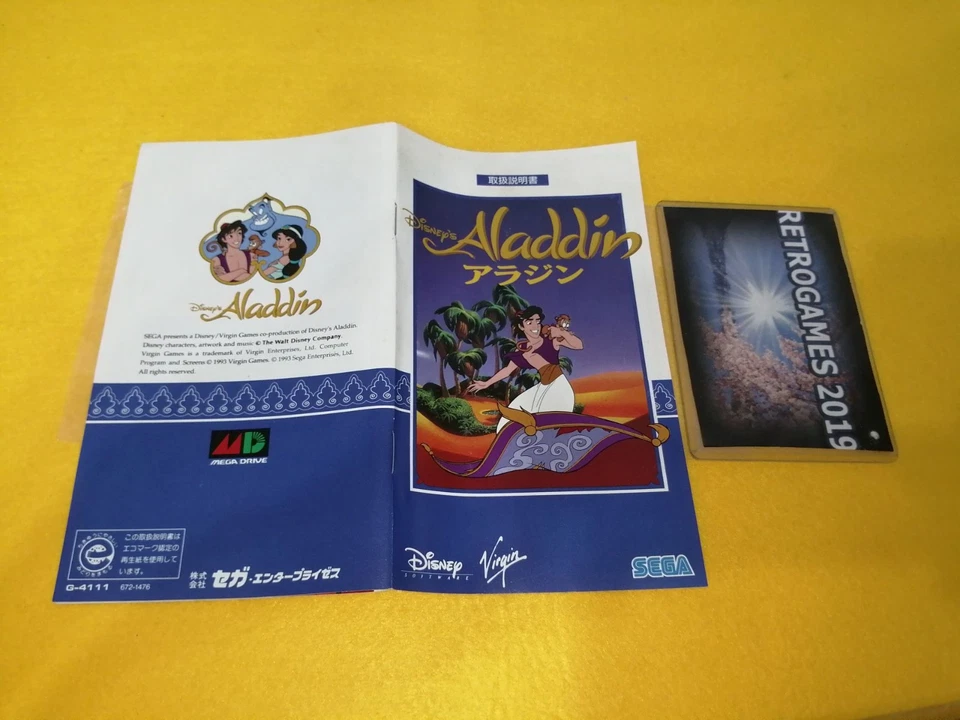 Disney's Aladdin
SEGA presents a Disney/Virgin Games co-production of Disney's Aladdin.
Disney characters, artwork and music © The Walt Disney Company.
Virgin Games is a trademark of Virgin Enterprises, Ltd. Computer
Program and Screens © 1993 Virgin Games. © 1993 Sega Enterprises, Ltd.
All rights reserved.
MD
MEGA DRIVE
この取扱説明書は
エコマーク認定の
再生紙を使用して
います。
G-4111 672-1476
株式会社 セガ・エンタープライゼス
取扱説明書
Disney's Aladdin
アラジン
Disney
SOFTWARE
Virgin
SEGA
RETROGAMES 2019